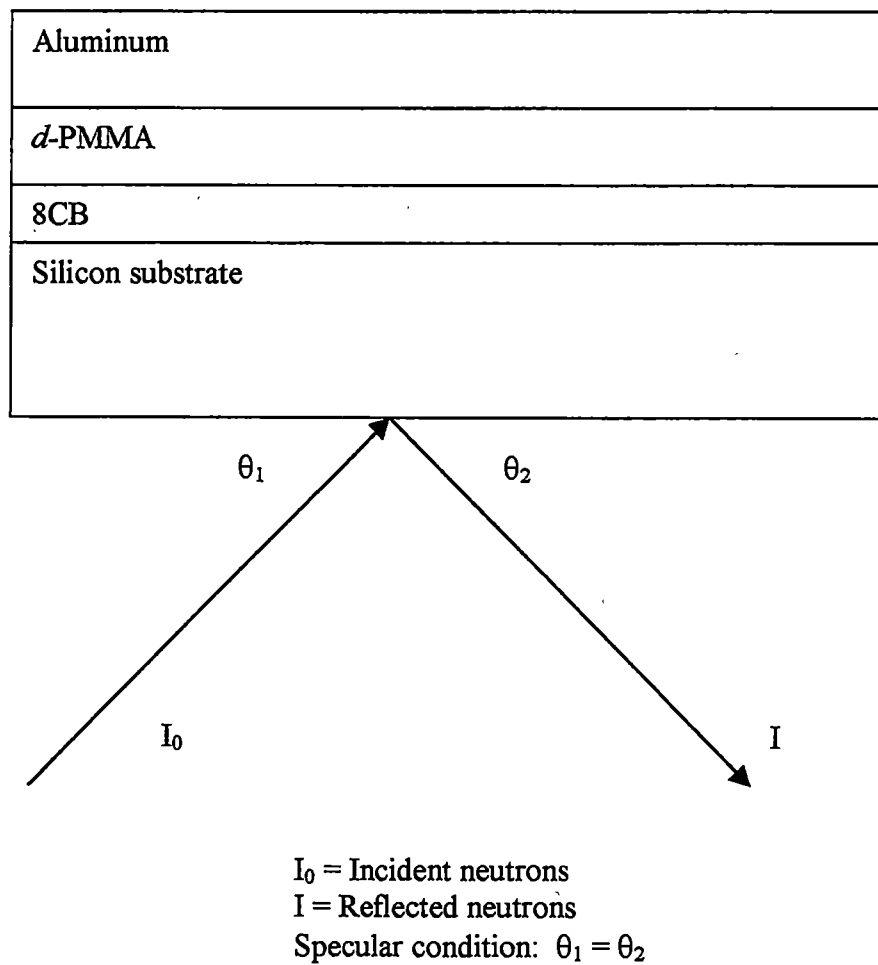 Aluminum
d-PMMA
8CB
Silicon substrate
θ₁
θ₂
I₀
I
I₀ = Incident neutrons
I = Reflected neutrons
Specular condition: θ₁ = θ₂